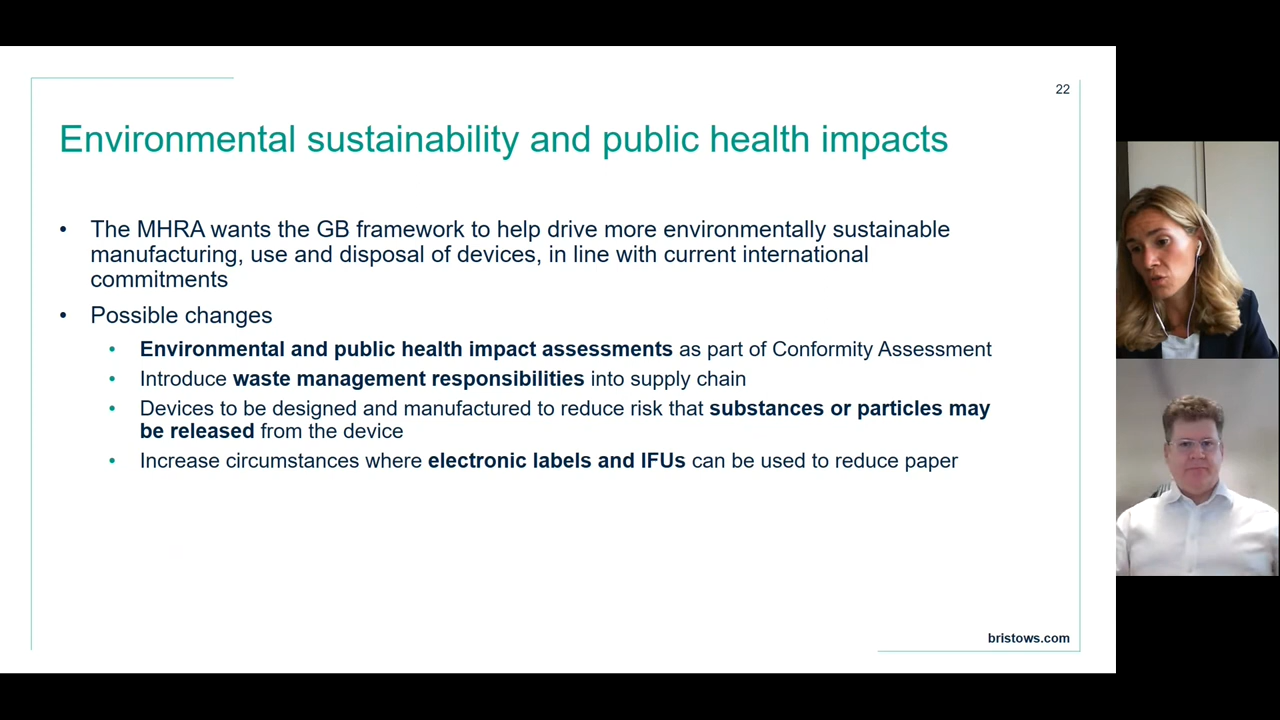 22
Environmental sustainability and public health impacts
• The MHRA wants the GB framework to help drive more environmentally sustainable
manufacturing, use and disposal of devices, in line with current international
commitments
• Possible changes
• Environmental and public health impact assessments as part of Conformity Assessment
• Introduce waste management responsibilities into supply chain
• Devices to be designed and manufactured to reduce risk that substances or particles may
be released from the device
• Increase circumstances where electronic labels and IFUs can be used to reduce paper
bristows.com